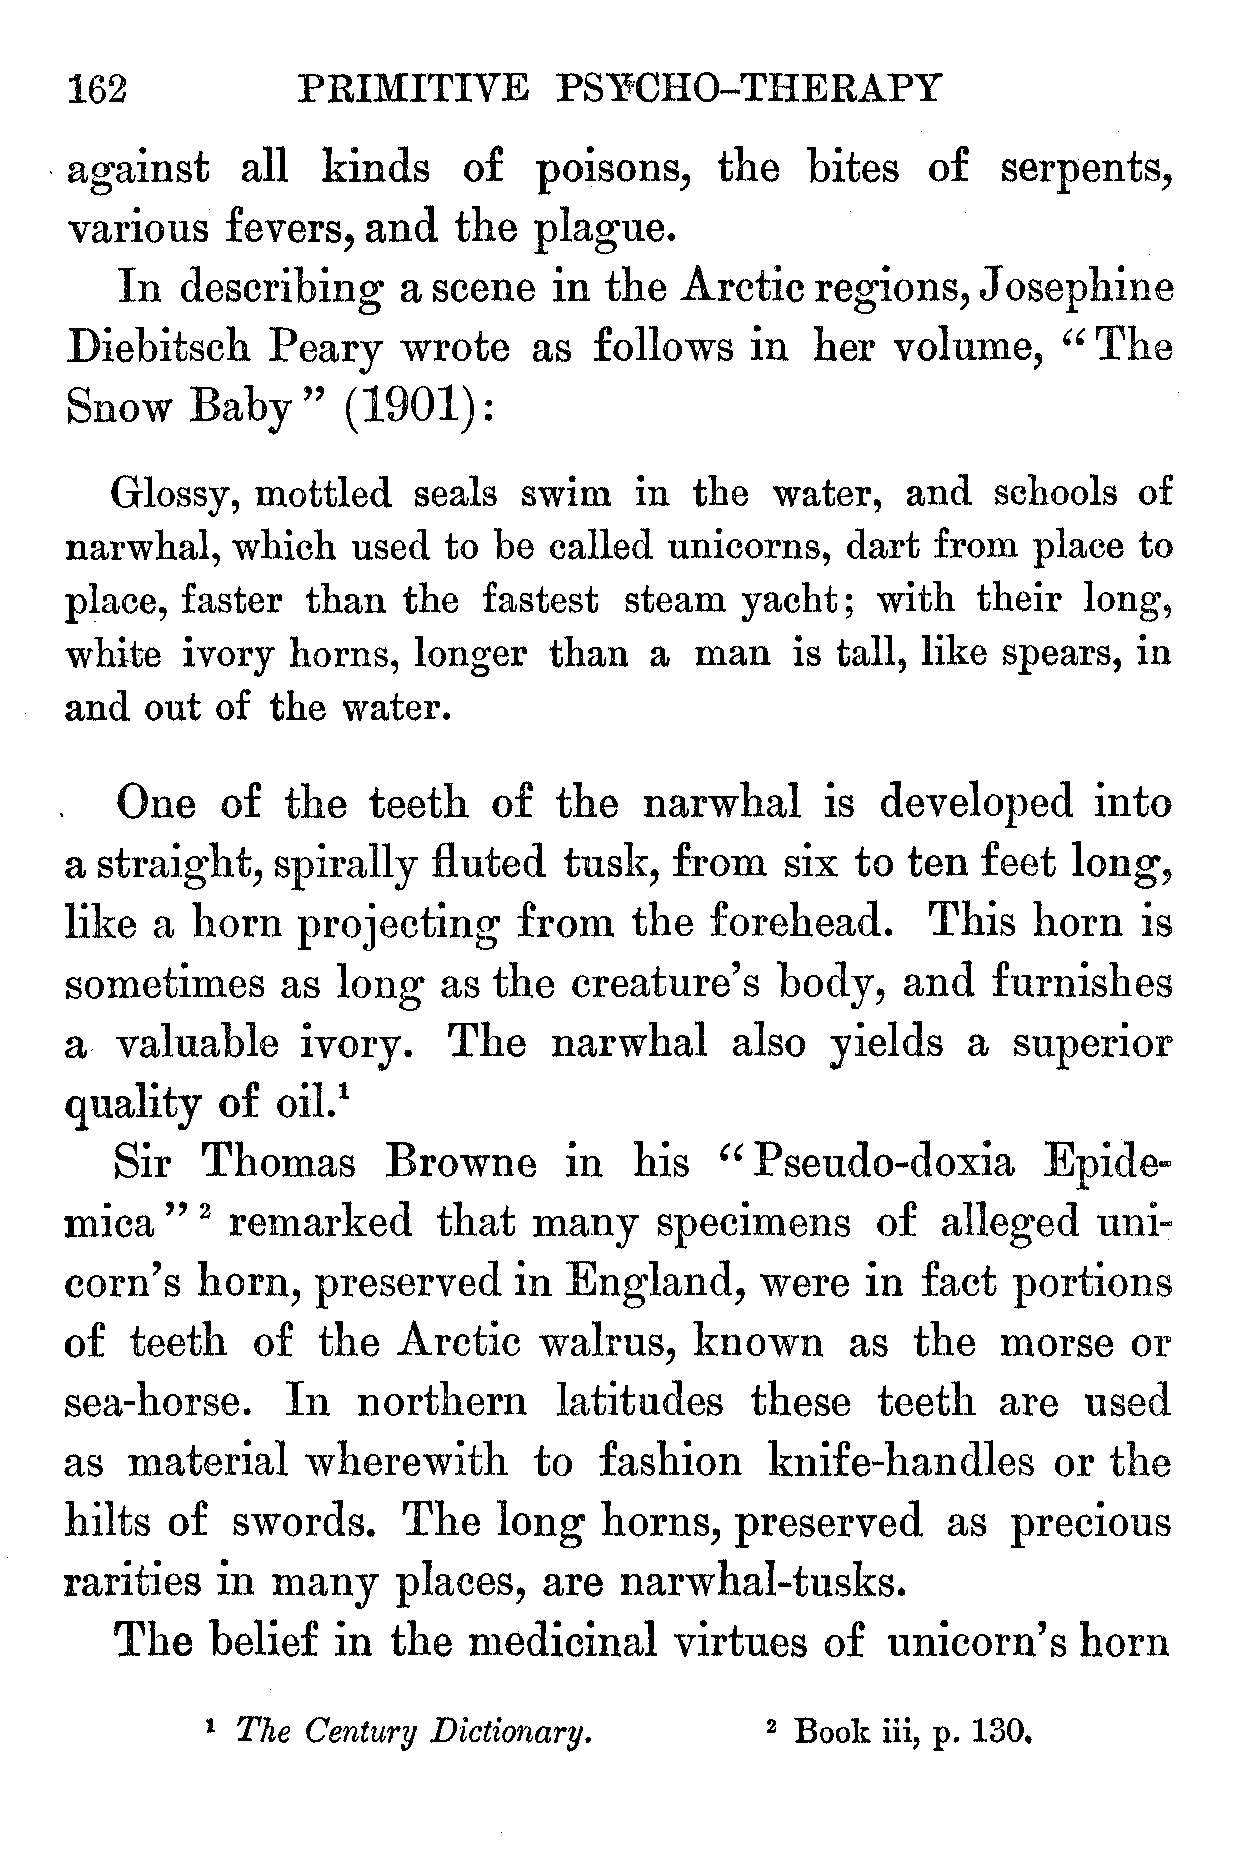 162 PRIMITIVE PSYCHO-THERAPY
against all kinds of poisons, the bites of serpents,
various fevers, and the plague.
In describing a scene in the Arctic regions, Josephine
Diebitsch Peary wrote as follows in her volume, “The
Snow Baby” (1901):
Glossy, mottled seals swim in the water, and schools of
narwhal, which used to be called unicorns, dart from place to
place, faster than the fastest steam yacht; with their long,
white ivory horns, longer than a man is tall, like spears, in
and out of the water.
One of the teeth of the narwhal is developed into
a straight, spirally fluted tusk, from six to ten feet long,
like a horn projecting from the forehead. This horn is
sometimes as long as the creature’s body, and furnishes
a valuable ivory. The narwhal also yields a superior
quality of oil.¹
Sir Thomas Browne in his “Pseudo-doxia Epide-
mica”² remarked that many specimens of alleged uni-
corn’s horn, preserved in England, were in fact portions
of teeth of the Arctic walrus, known as the morse or
sea-horse. In northern latitudes these teeth are used
as material wherewith to fashion knife-handles or the
hilts of swords. The long horns, preserved as precious
rarities in many places, are narwhal-tusks.
The belief in the medicinal virtues of unicorn’s horn
¹ The Century Dictionary. ² Book iii, p. 130.